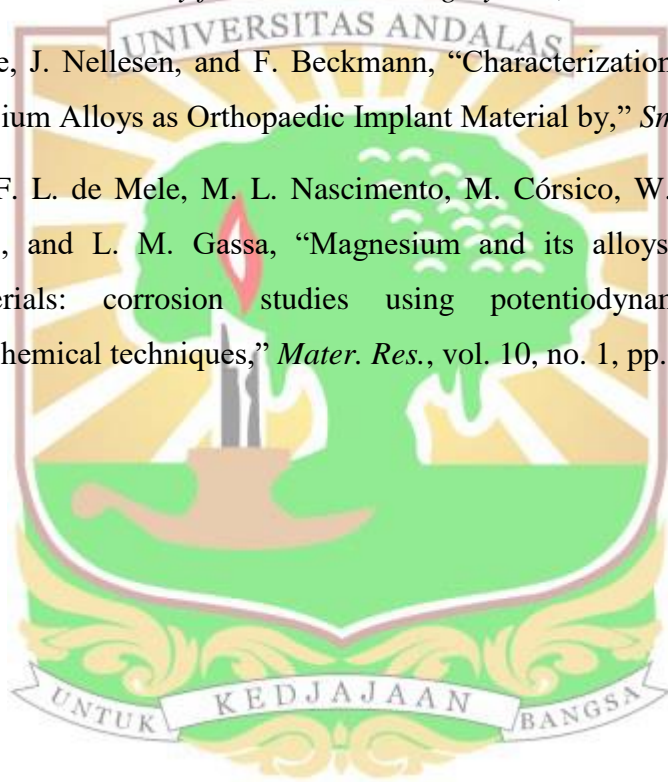 UNIVERSITAS ANDALAS
e, J. Nellesen, and F. Beckmann, “Characterization
ium Alloys as Orthopaedic Implant Material by,” Sm
F. L. de Mele, M. L. Nascimento, M. Córsico, W.
, and L. M. Gassa, “Magnesium and its alloys
erials: corrosion studies using potentiodynam
hemical techniques,” Mater. Res., vol. 10, no. 1, pp.
UNTUK KEDJAJAAN BANGSA